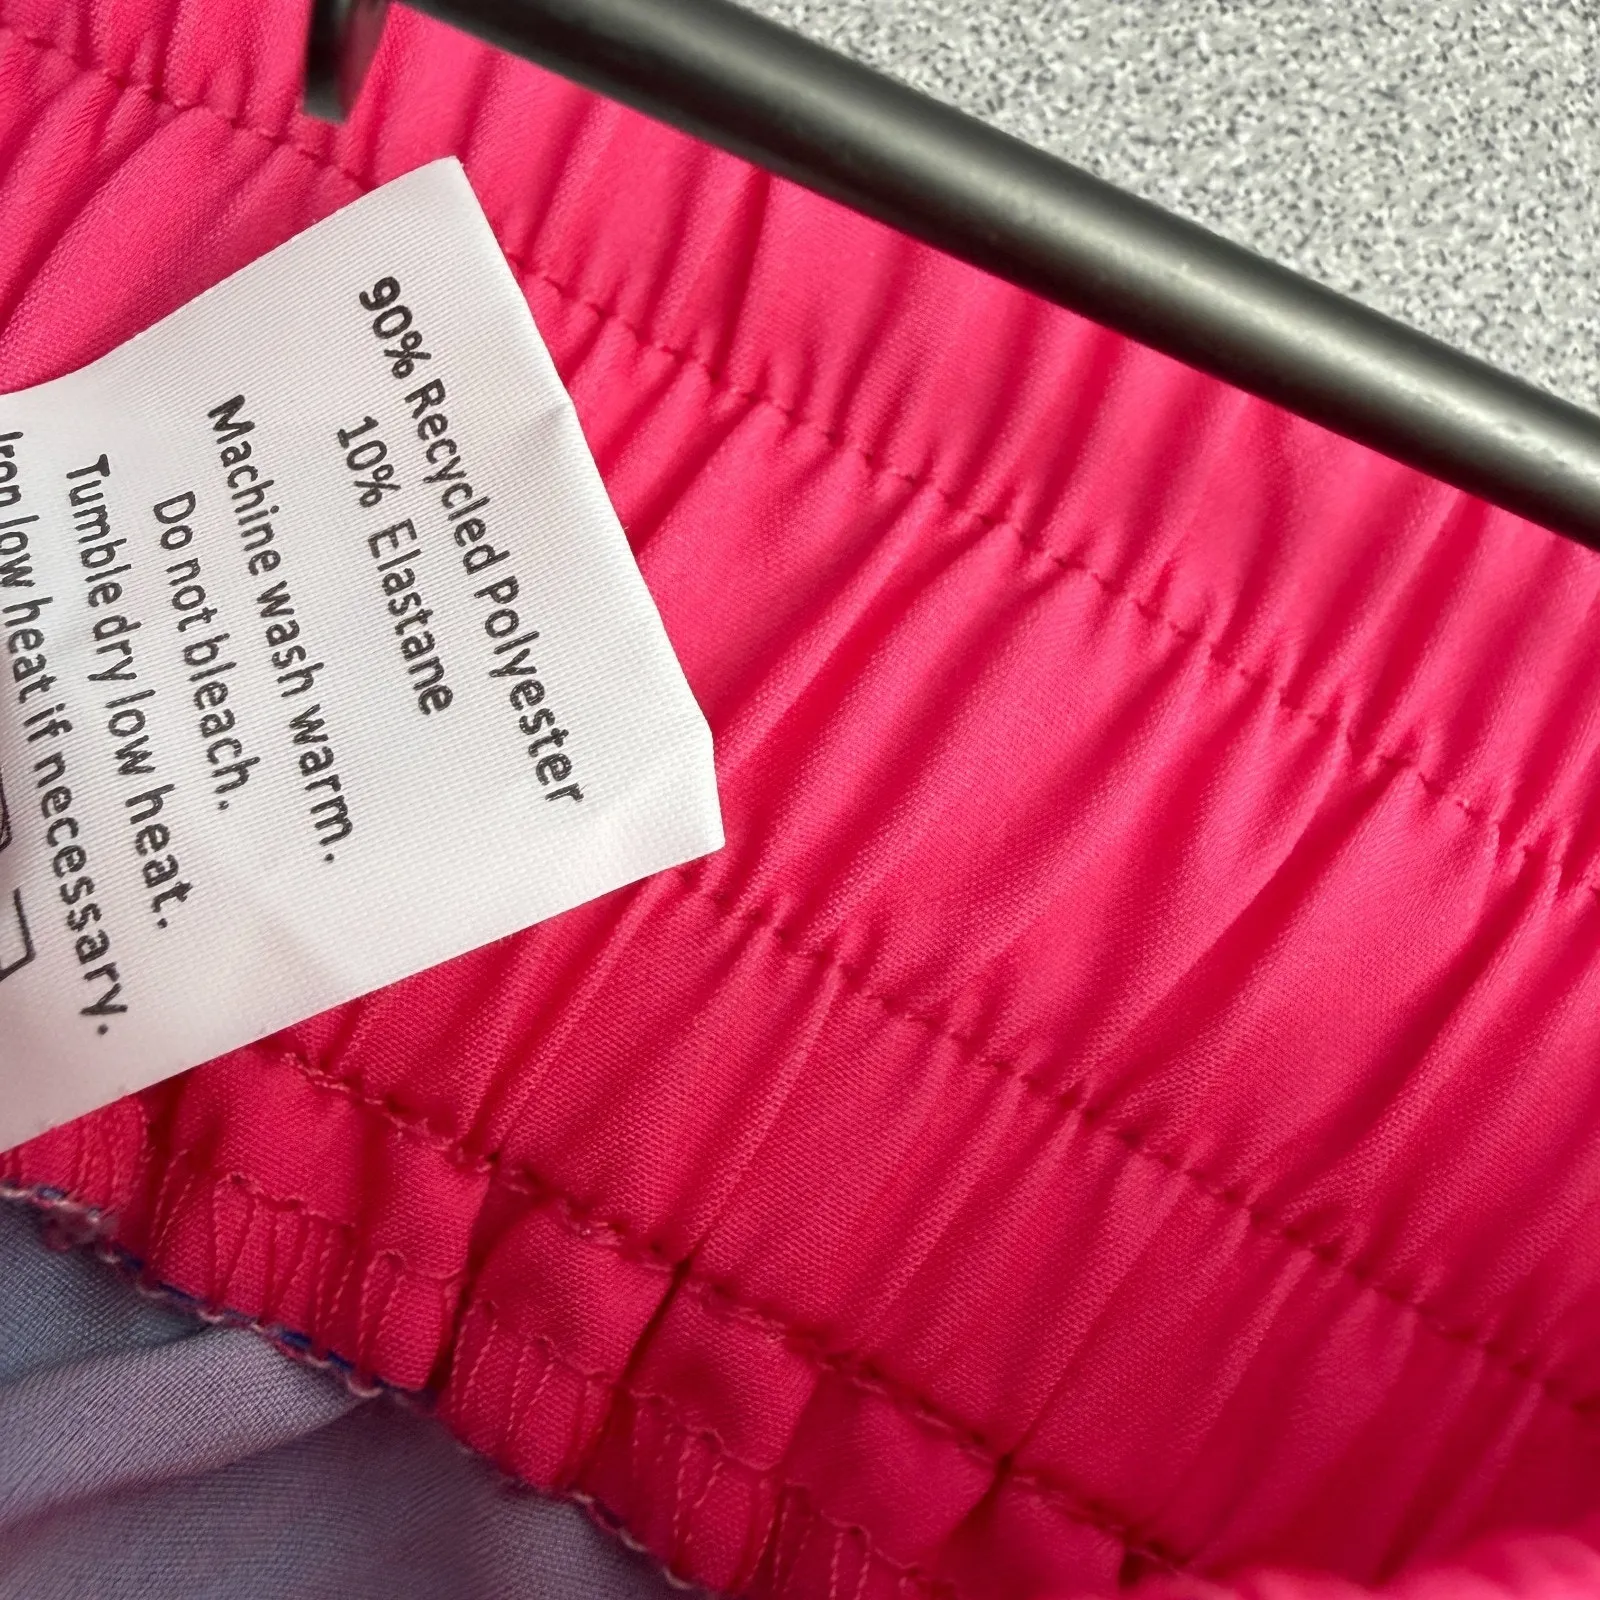 90% Recycled Polyester
10% Elastane
Machine wash warm.
Do not bleach.
Tumble dry low heat.
Iron low heat if necessary.